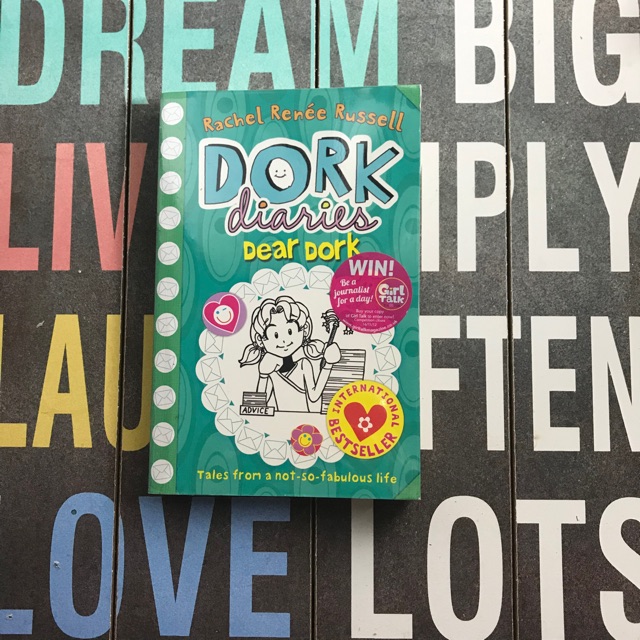 DREAM BIG
LIV MPLY
LAU FTEN
LOVE LOTS
Rachel Renée Russell
DORK
diaries
Dear Dork
WIN!
Be a
journalist
for a day!
Girl
Talk
ADVICE
INTERNATIONAL
BESTSELLER
Tales from a not-so-fabulous life